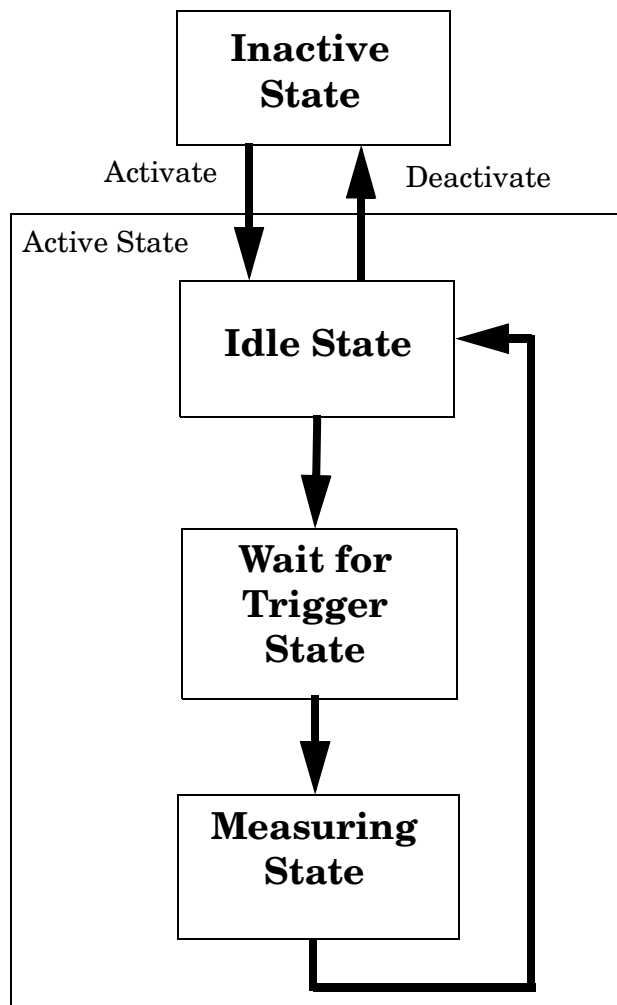 Inactive
State
Activate
Deactivate
Active State
Idle State
Wait for
Trigger
State
Measuring
State